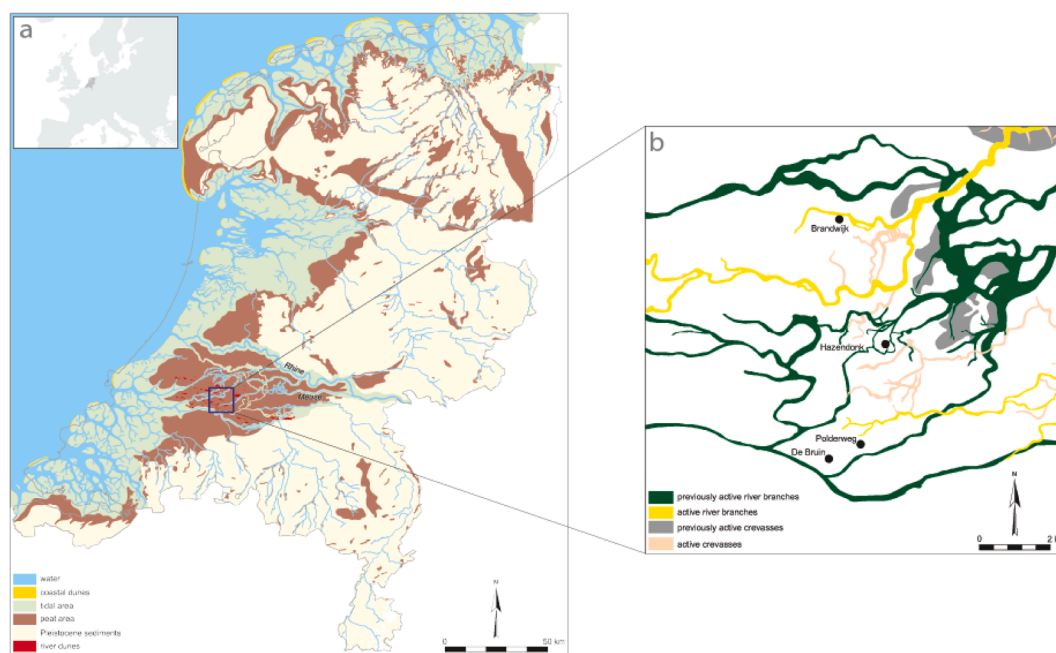 a
Rhine
Meuse
water
coastal dunes
tidal area
peat area
Pleistocene sediments
river dunes
N
0 50 km
b
Brandwijk
Hazendonk
Polderweg
De Bruin
previously active river branches
active river branches
previously active crevasses
active crevasses
N
0 2